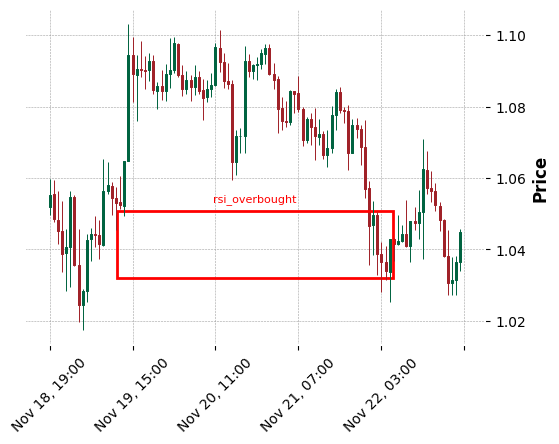 1.10
1.08
1.06
1.04
1.02
Price
rsi_overbought
Nov 18, 19:00
Nov 19, 15:00
Nov 20, 11:00
Nov 21, 07:00
Nov 22, 03:00